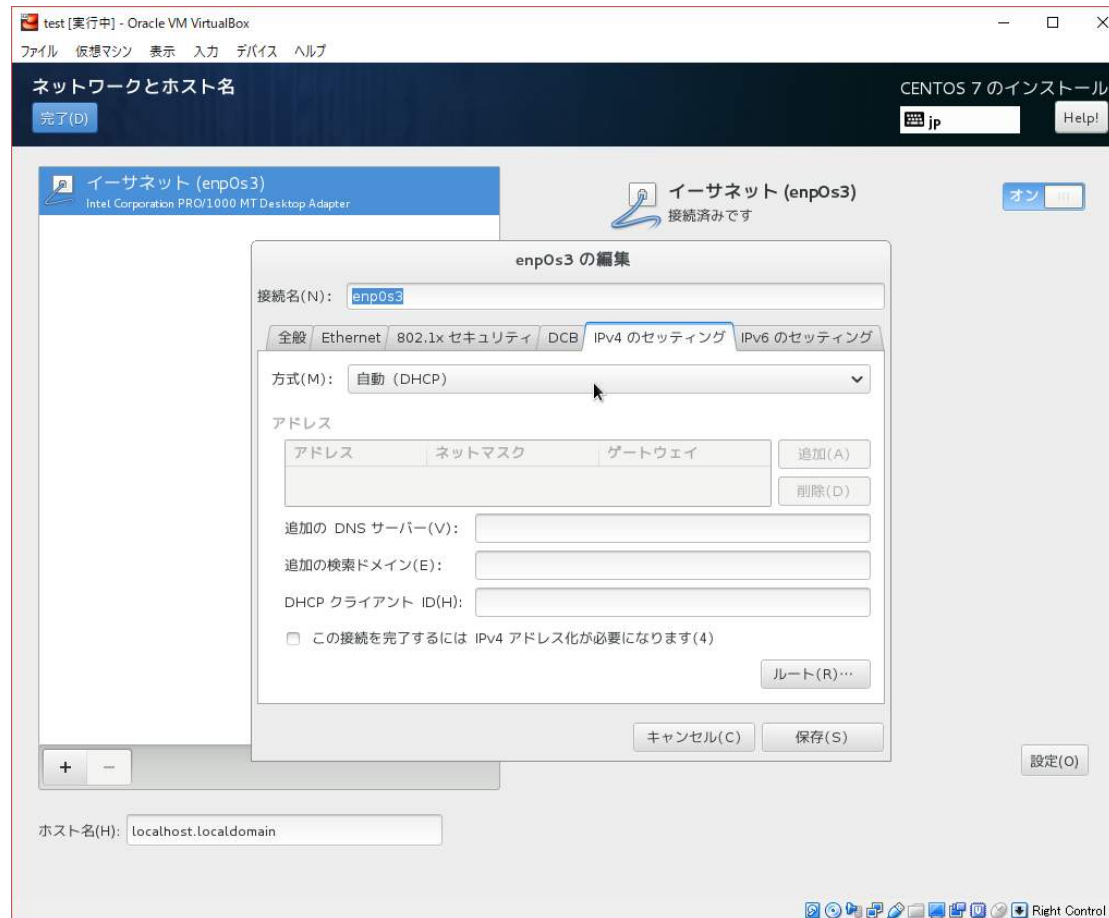 test [実行中] - Oracle VM VirtualBox
ファイル 仮想マシン 表示 入力 デバイス ヘルプ
ネットワークとホスト名
完了(D)
CENTOS 7 のインストール
jp
Help!
イーサネット (enp0s3)
Intel Corporation PRO/1000 MT Desktop Adapter
イーサネット (enp0s3)
接続済みです
オン
enp0s3 の編集
接続名(N): enp0s3
全般 Ethernet 802.1x セキュリティ DCB IPv4 のセッティング IPv6 のセッティング
方式(M): 自動 (DHCP)
アドレス
アドレス ネットマスク ゲートウェイ
追加(A)
削除(D)
追加の DNS サーバー(V):
追加の検索ドメイン(E):
DHCP クライアント ID(H):
この接続を完了するには IPv4 アドレス化が必要になります(4)
ルート(R)…
キャンセル(C) 保存(S)
+ −
設定(O)
ホスト名(H): localhost.localdomain
Right Control